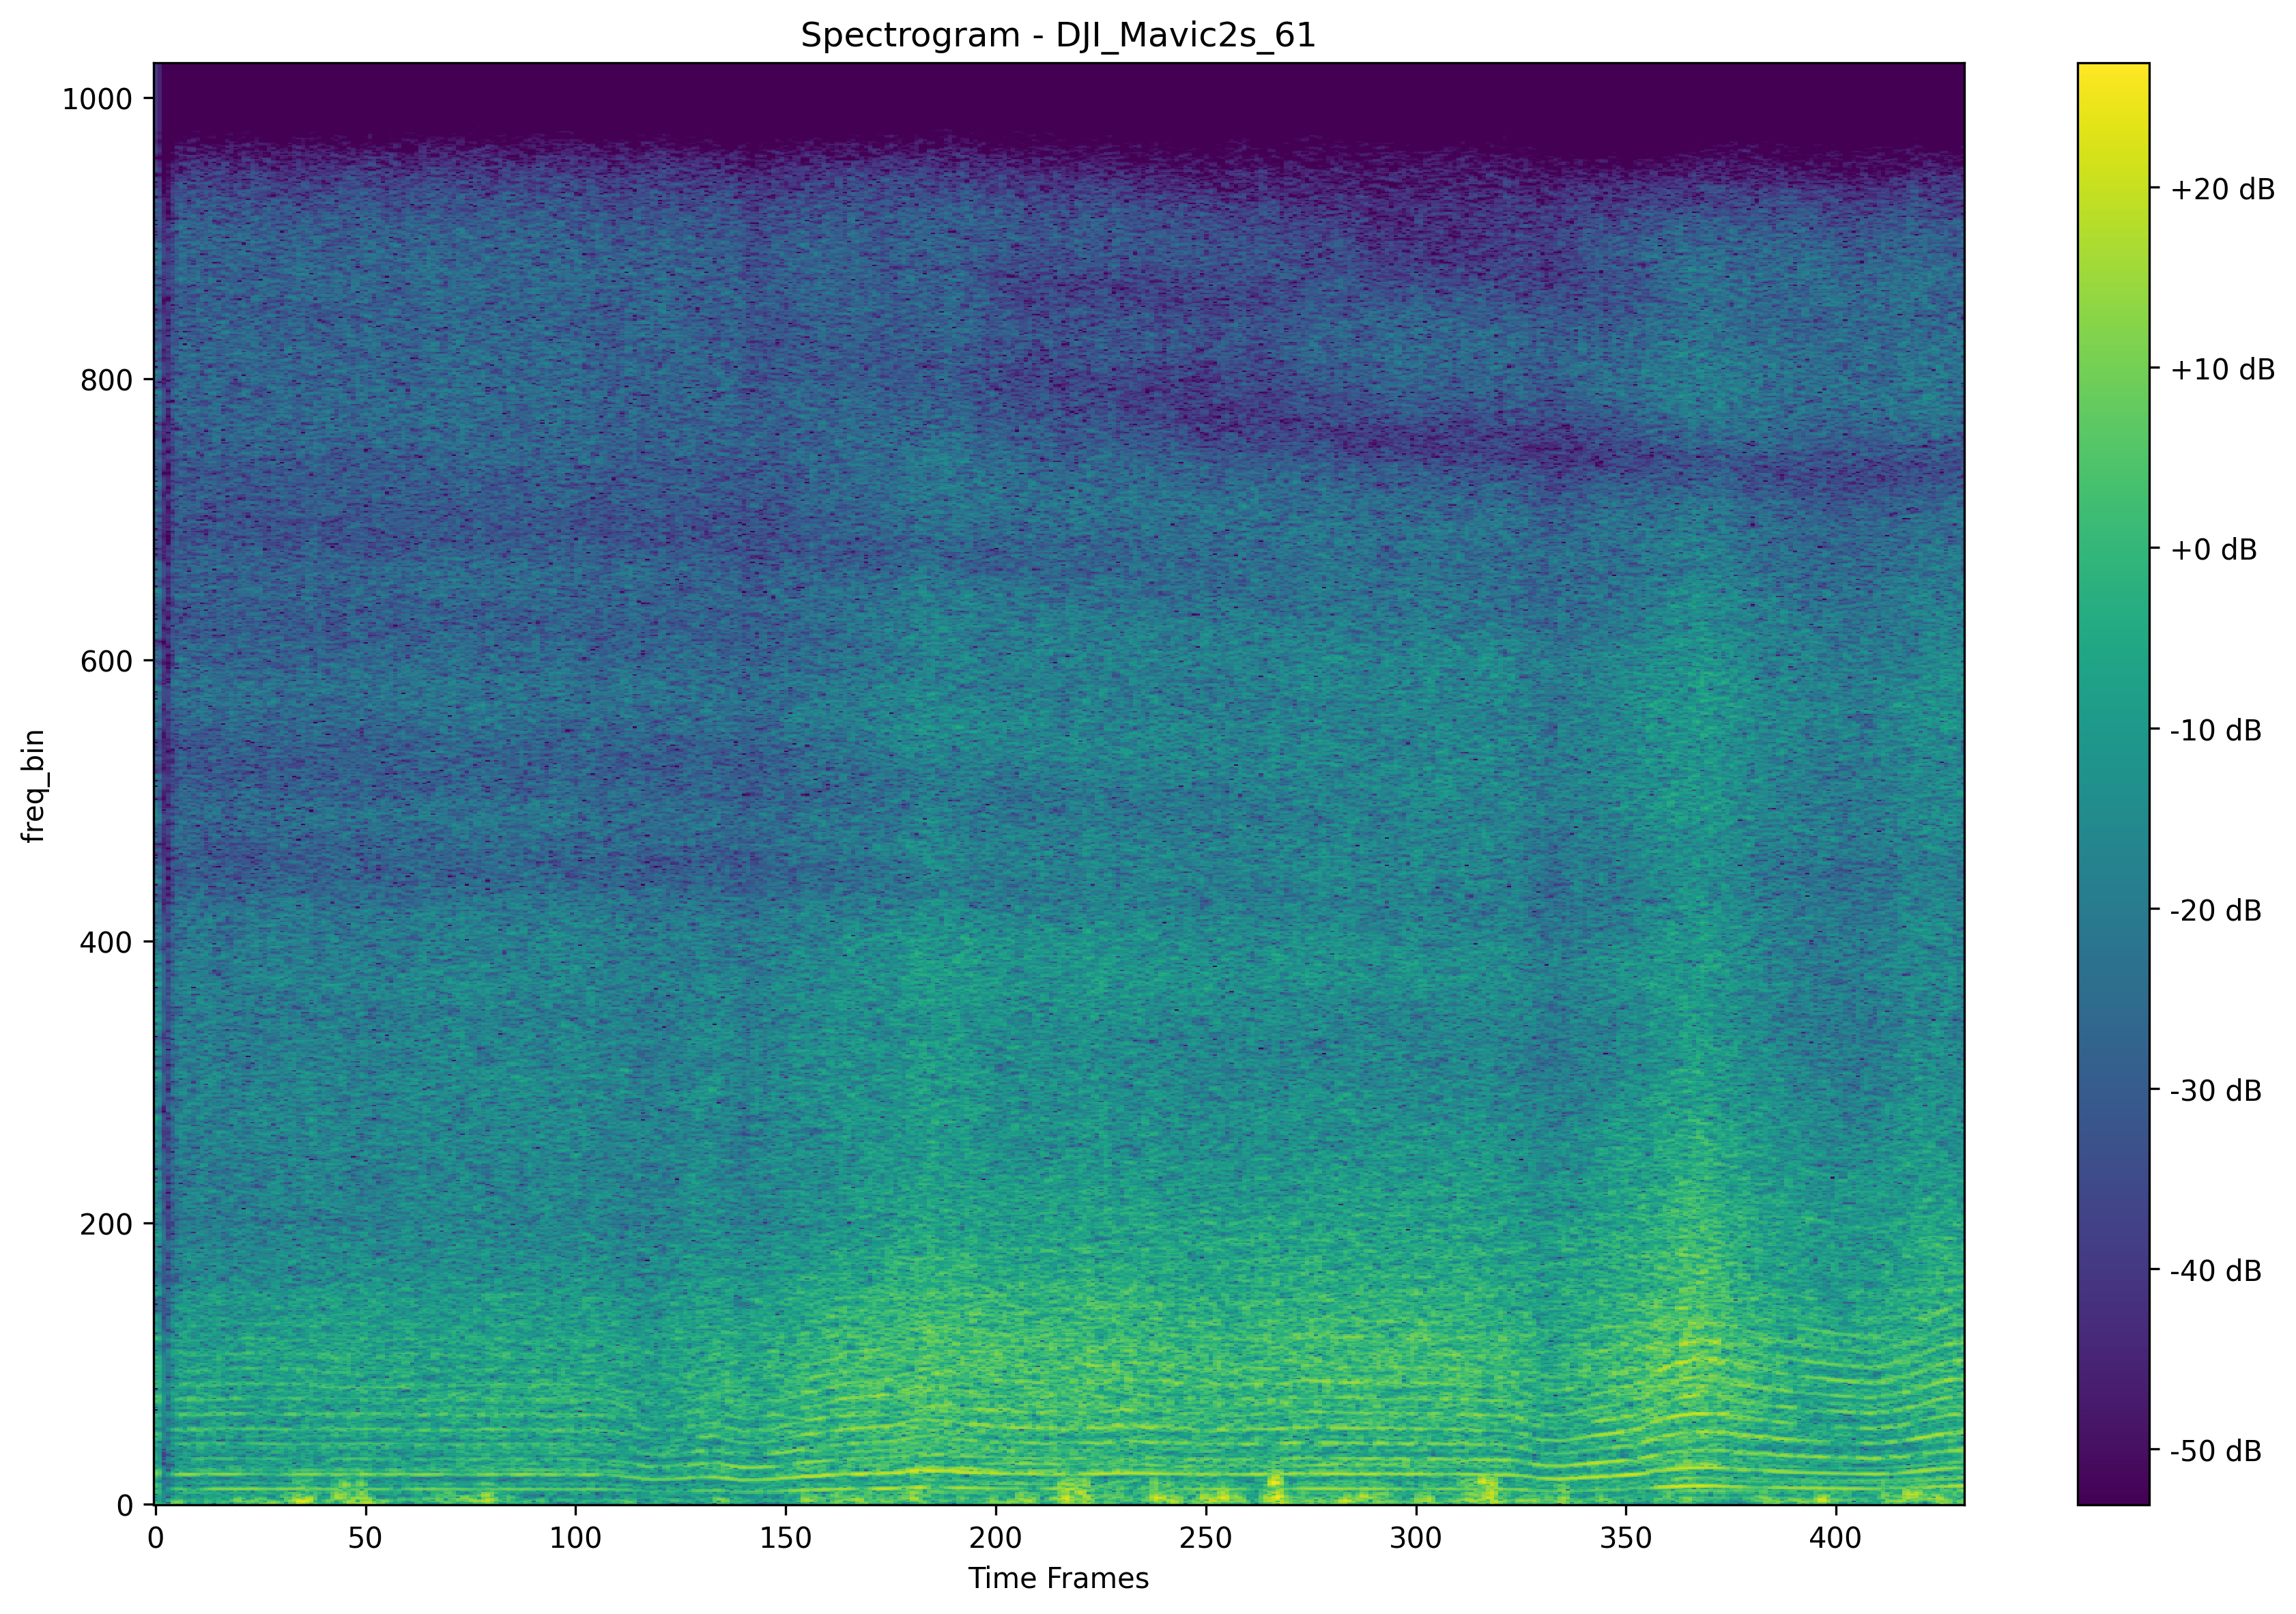 Spectrogram - DJI_Mavic2s_61
1000
800
600
400
200
0
freq_bin
0 50 100 150 200 250 300 350 400
Time Frames
+20 dB
+10 dB
+0 dB
-10 dB
-20 dB
-30 dB
-40 dB
-50 dB